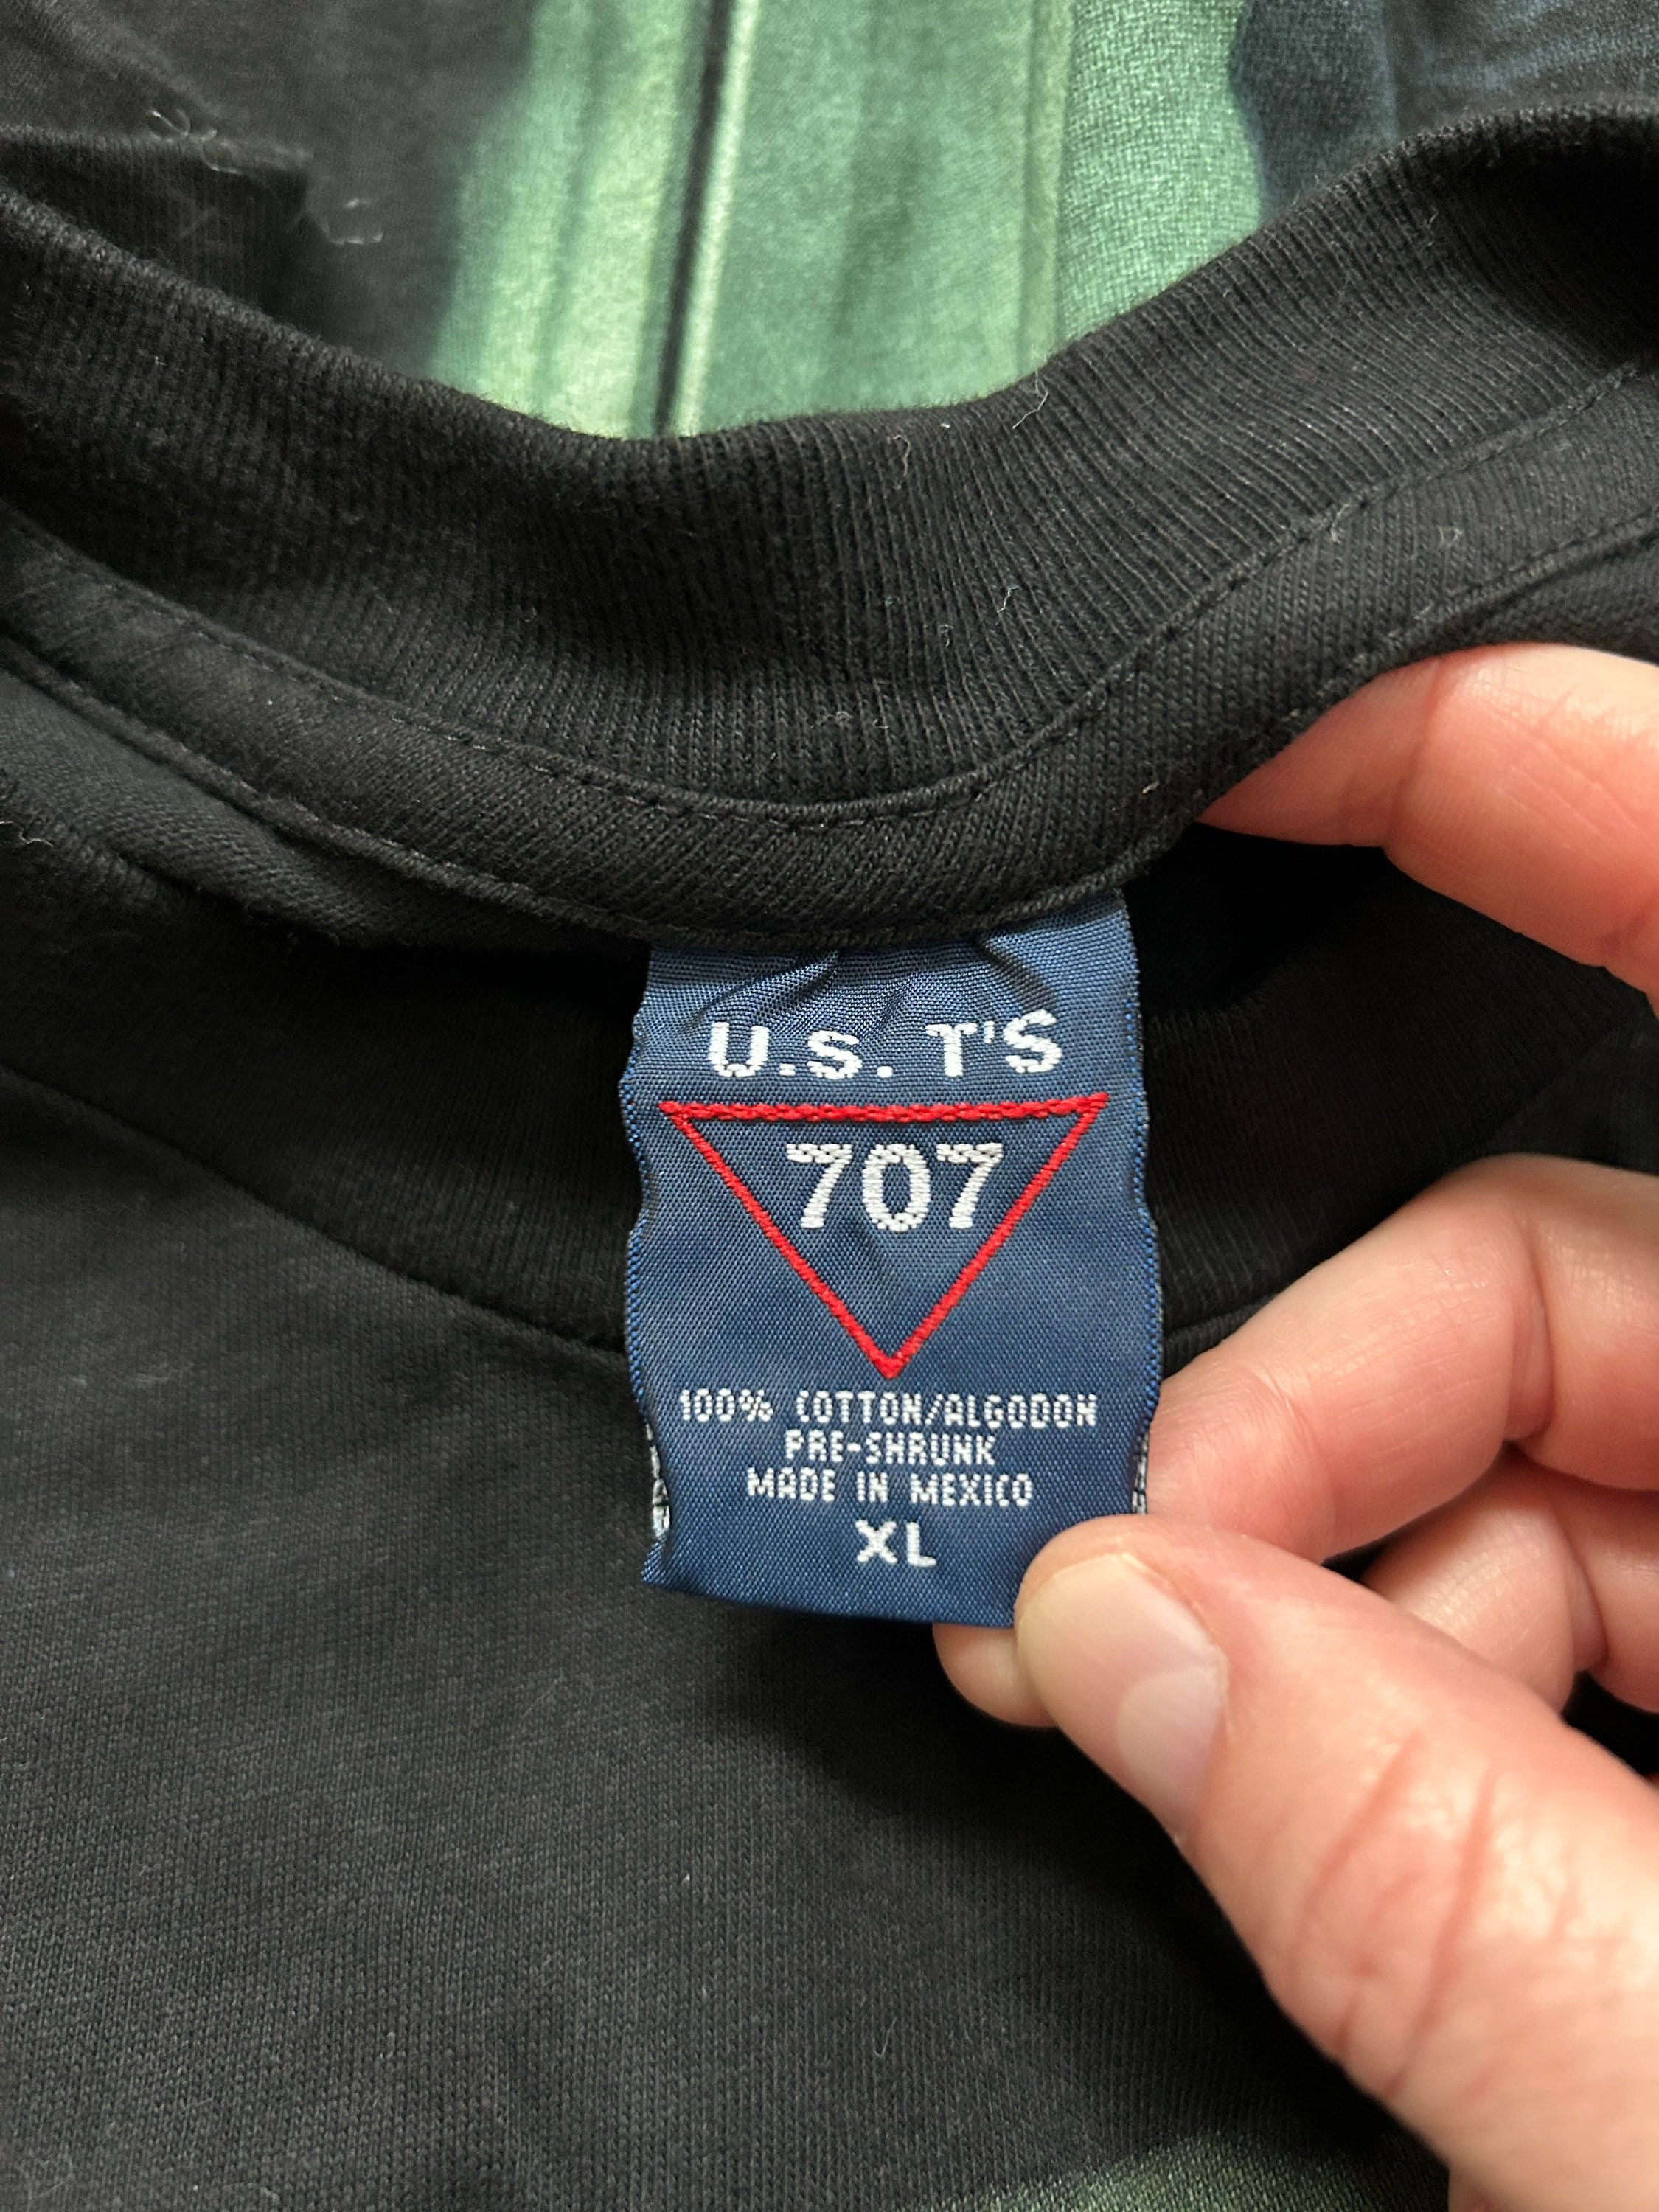 U.S. T'S
707
100% COTTON/ALGODON
PRE-SHRUNK
MADE IN MEXICO
XL